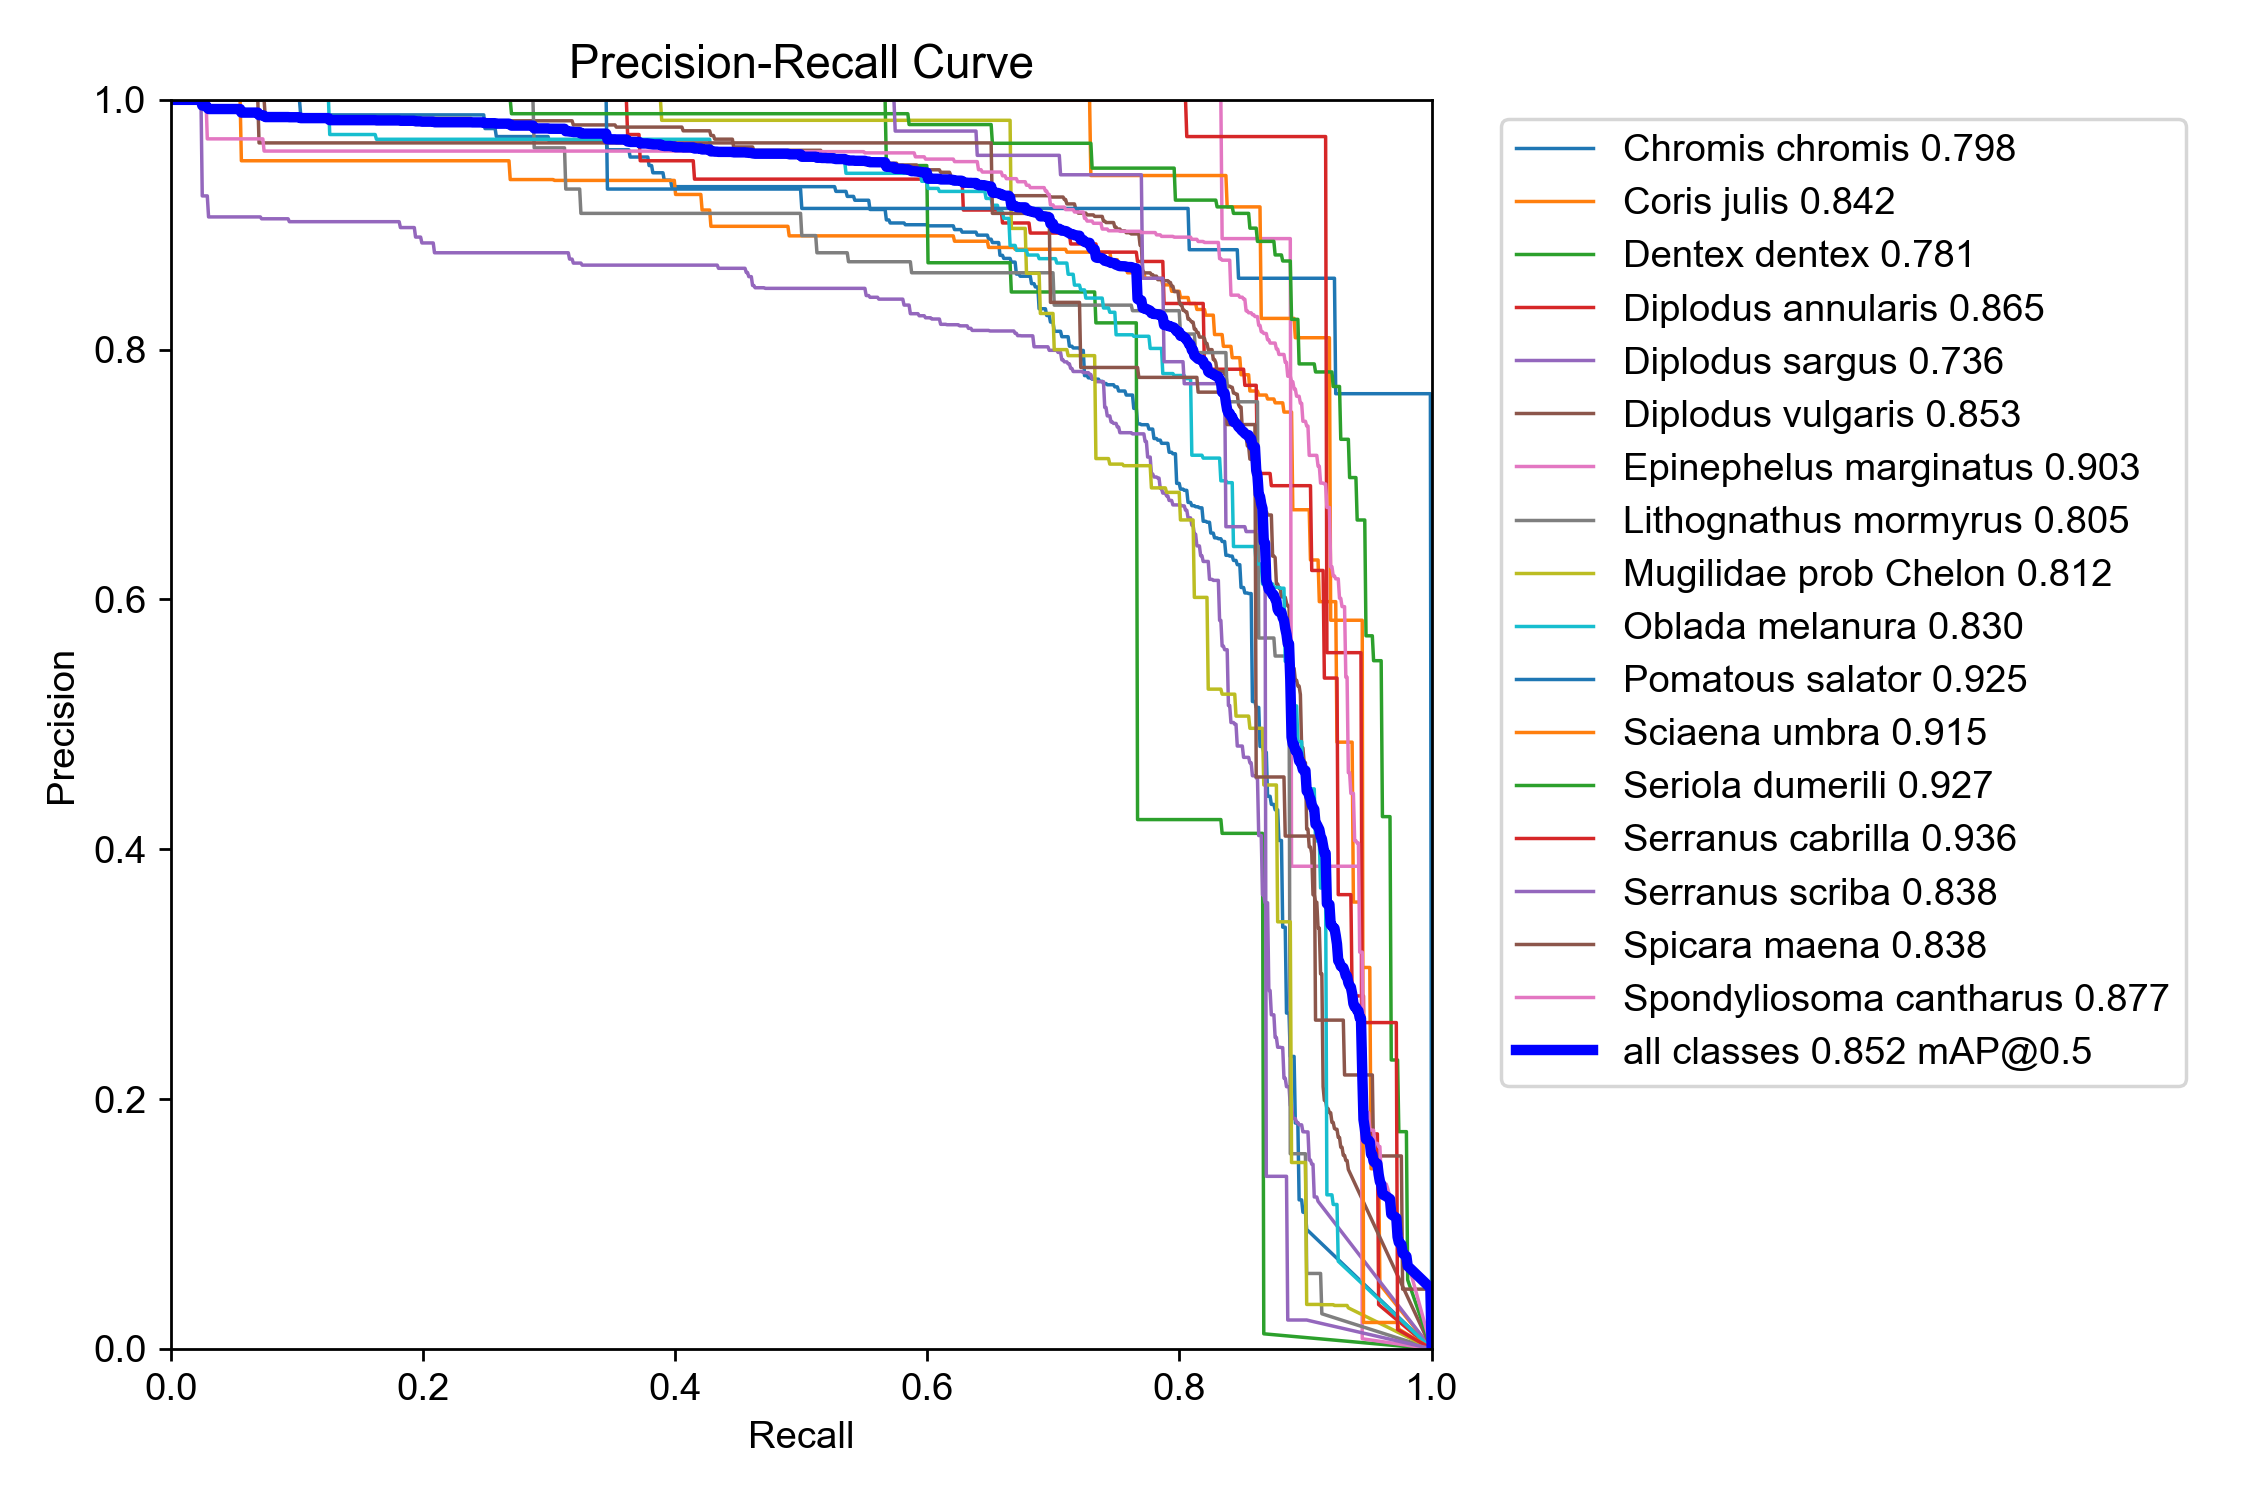 Precision-Recall Curve
1.0
0.8
0.6
0.4
0.2
0.0
Precision
0.0 0.2 0.4 0.6 0.8 1.0
Recall
Chromis chromis 0.798
Coris julis 0.842
Dentex dentex 0.781
Diplodus annularis 0.865
Diplodus sargus 0.736
Diplodus vulgaris 0.853
Epinephelus marginatus 0.903
Lithognathus mormyrus 0.805
Mugilidae prob Chelon 0.812
Oblada melanura 0.830
Pomatous salator 0.925
Sciaena umbra 0.915
Seriola dumerili 0.927
Serranus cabrilla 0.936
Serranus scriba 0.838
Spicara maena 0.838
Spondyliosoma cantharus 0.877
all classes 0.852 mAP@0.5